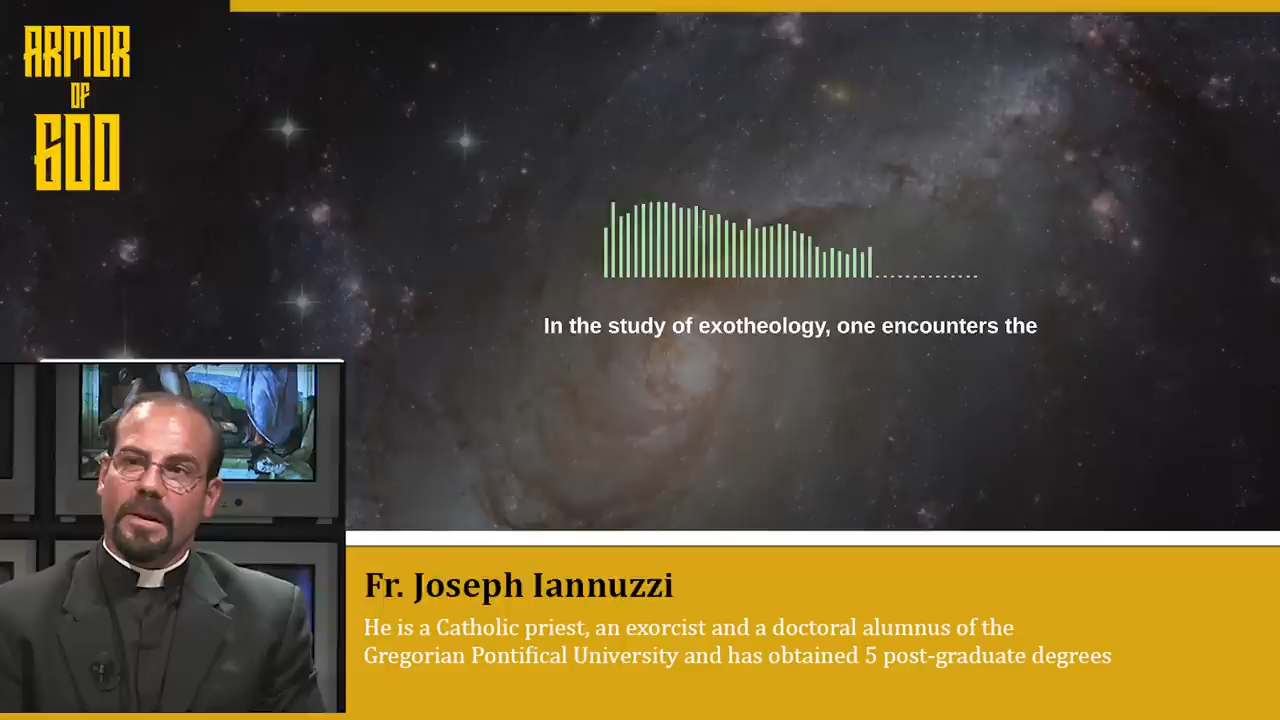 ARMOR
OF
GOD
In the study of exotheology, one encounters the
Fr. Joseph Iannuzzi
He is a Catholic priest, an exorcist and a doctoral alumnus of the
Gregorian Pontifical University and has obtained 5 post-graduate degrees